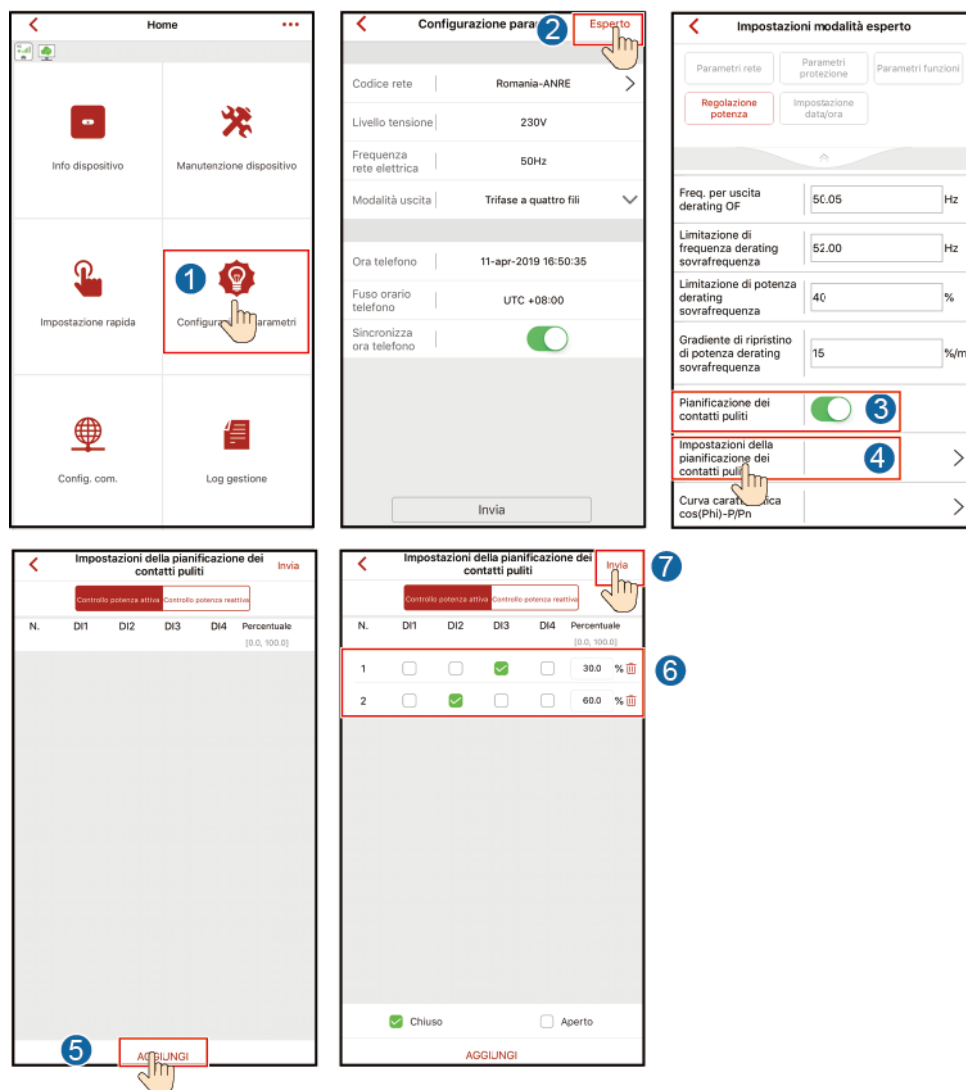 Home
Info dispositivo
Manutenzione dispositivo
1
Impostazione rapida
Config. com.
Log gestione
2
Esperto
Codice rete
Romania-ANRE
Livello tensione
230V
Frequenza
rete elettrica
50Hz
Modalità uscita
Trifase a quattro fili
Ora telefono
11-apr-2019 16:50:35
Fuso orario
telefono
UTC +08:00
Sincronizza
ora telefono
Invia
Impostazioni modalità esperto
Parametri rete
Parametri
protezione
Parametri funzioni
Regolazione
potenza
Impostazione
data/ora
Freq. per uscita
derating OF
50.05
Hz
Limitazione di
frequenza derating
sovrafrequenza
52.00
Hz
Limitazione di potenza
derating
sovrafrequenza
40
%
Gradiente di ripristino
di potenza derating
sovrafrequenza
15
%/m
Pianificazione dei
contatti puliti
3
Impostazioni della
pianificazione dei
contatti
4
Curva
cos(Phi)-P/Pn
Impostazioni della pianificazione dei
contatti puliti
Invia
Controllo potenza attiva
Controllo potenza reattiva
N.
DI1
DI2
DI3
DI4
Percentuale
[0.0, 100.0]
5
AGGIUNGI
Impostazioni della pianificazione dei
contatti puliti
Invia
7
Controllo potenza attiva
Controllo potenza reattiva
N.
DI1
DI2
DI3
DI4
Percentuale
[0.0, 100.0]
1
30.0
%
6
2
60.0
%
Chiuso
Aperto
AGGIUNGI